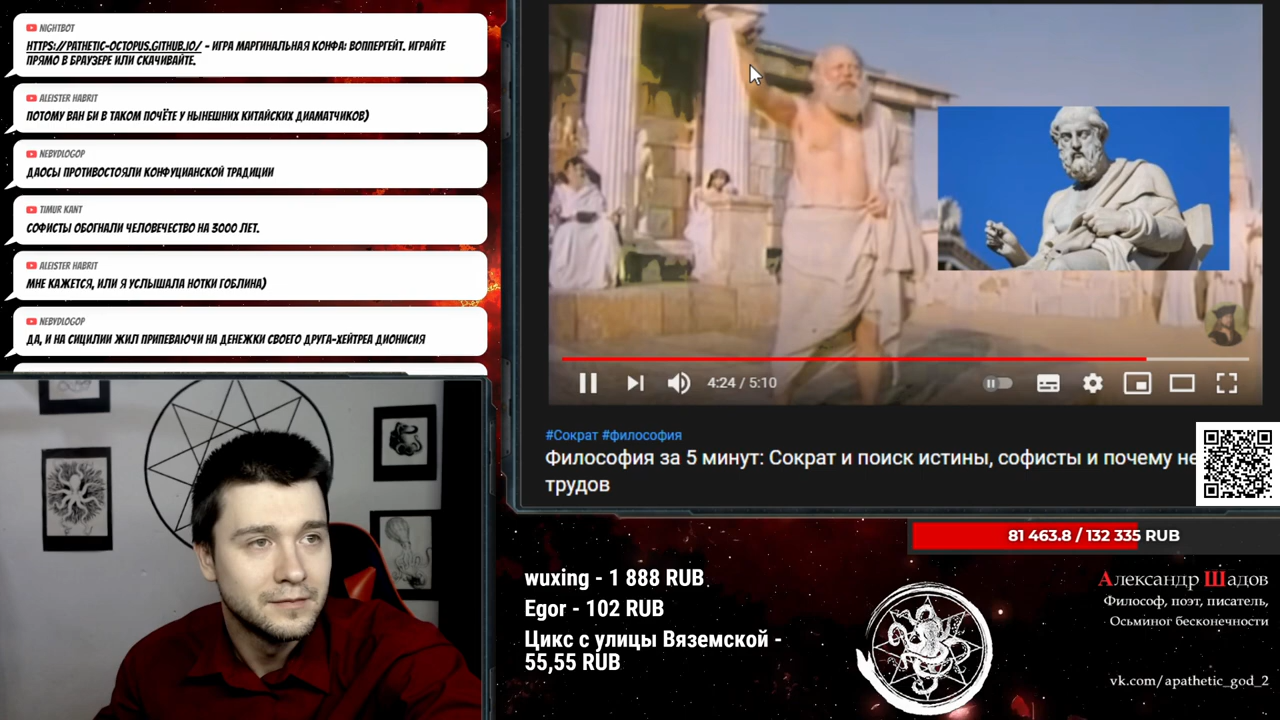 NIGHTBOT
HTTPS://PATHETIC-OCTOPUS.GITHUB.IO/ - ИГРА МАРГИНАЛЬНАЯ КОНФА: ВОППЕРГЕЙТ. ИГРАЙТЕ
ПРЯМО В БРАУЗЕРЕ ИЛИ СКАЧИВАЙТЕ.
ALEISTER HABRIT
ПОТОМУ ВАН БИ В ТАКОМ ПОЧЁТЕ У НЫНЕШНИХ КИТАЙСКИХ ДИАМАТЧИКОВ)
NEBYDLOGOP
ДАОСЫ ПРОТИВОСТОЯЛИ КОНФУЦИАНСКОЙ ТРАДИЦИИ
TIMUR KANT
СОФИСТЫ ОБОГНАЛИ ЧЕЛОВЕЧЕСТВО НА 3000 ЛЕТ.
ALEISTER HABRIT
МНЕ КАЖЕТСЯ, ИЛИ Я УСЛЫШАЛА НОТКИ ГОБЛИНА)
NEBYDLOGOP
ДА, И НА СИЦИЛИИ ЖИЛ ПРИПЕВАЮЧИ НА ДЕНЕЖКИ СВОЕГО ДРУГА-ХЕЙТРЕА ДИОНИСИЯ
4:24 / 5:10
#Сократ #философия
Философия за 5 минут: Сократ и поиск истины, софисты и почему не
трудов
81 463.8 / 132 335 RUB
wuxing - 1 888 RUB
Egor - 102 RUB
Цикс с улицы Вяземской -
55,55 RUB
Александр Шадов
Философ, поэт, писатель,
Осьминог бесконечности
vk.com/apathetic_god_2